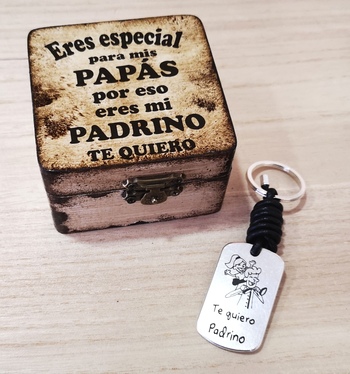 Eres especial
para mis
PAPÁS
por eso
eres mi
PADRINO
TE QUIERO
Te quiero
Padrino